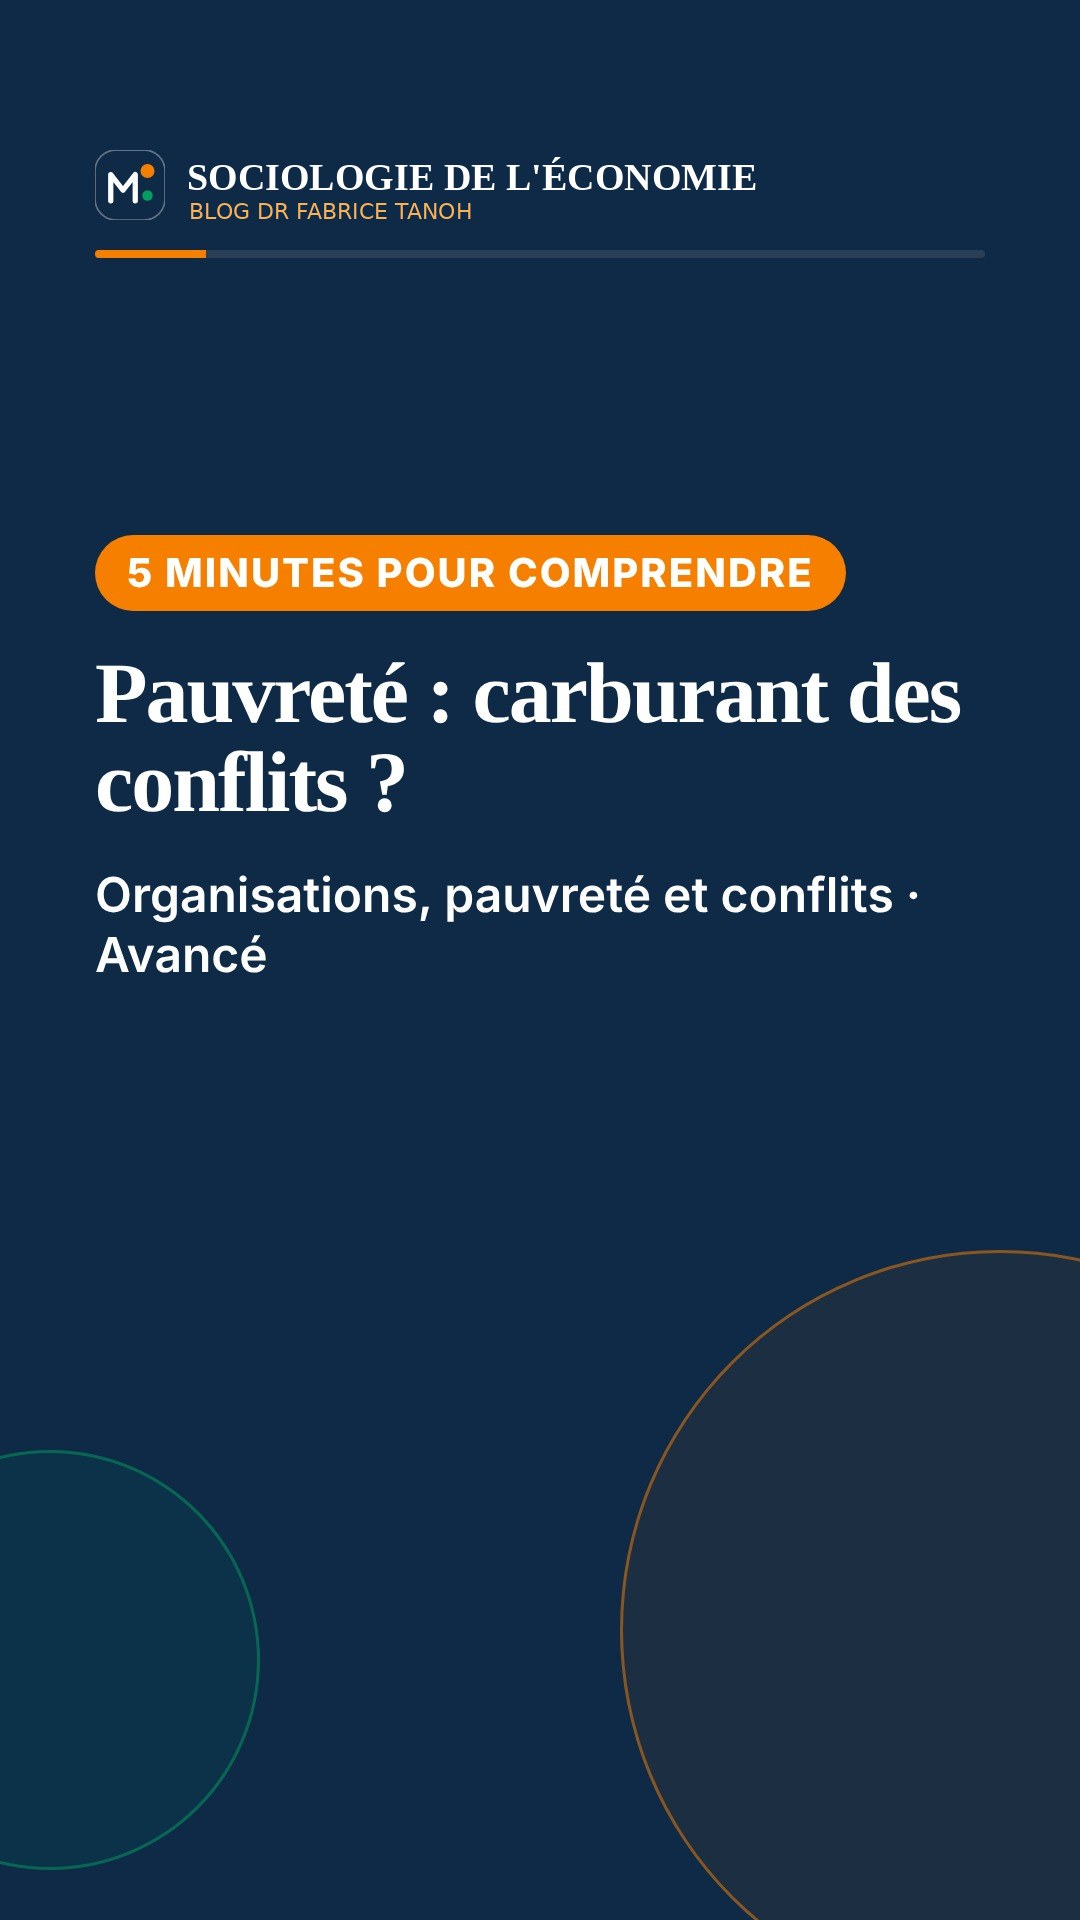 M
SOCIOLOGIE DE L'ÉCONOMIE
BLOG DR FABRICE TANOH
5 MINUTES POUR COMPRENDRE
Pauvreté : carburant des
conflits ?
Organisations, pauvreté et conflits ·
Avancé